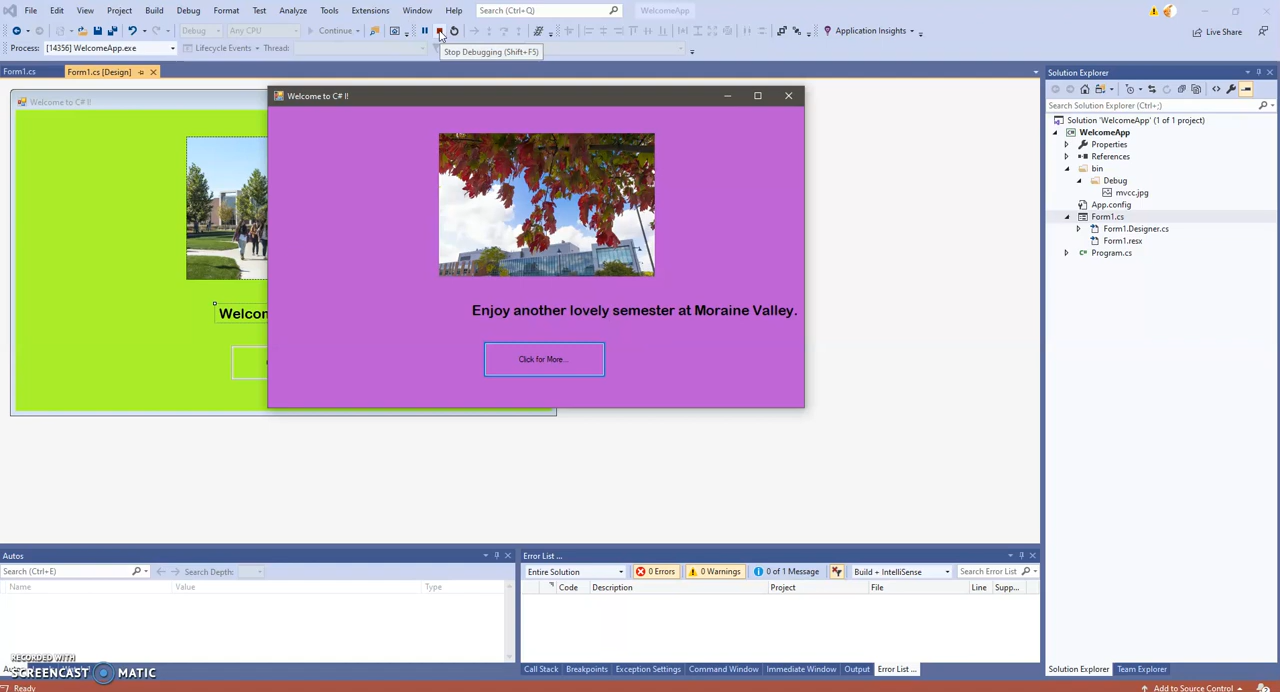 File Edit View Project Build Debug Format Test Analyze Tools Extensions Window Help Search (Ctrl+Q) WelcomeApp
Debug Any CPU Continue Application Insights Live Share
Process: [14356] WelcomeApp.exe Lifecycle Events Thread:
Stop Debugging (Shift+F5)
Form1.cs Form1.cs [Design]
Welcome to C# I!
Welcom
Welcome to C# I!
Enjoy another lovely semester at Moraine Valley.
Click for More...
Solution Explorer
Search Solution Explorer (Ctrl+;)
Solution 'WelcomeApp' (1 of 1 project)
WelcomeApp
Properties
References
bin
Debug
mvcc.jpg
App.config
Form1.cs
Form1.Designer.cs
Form1.resx
Program.cs
Autos
Search (Ctrl+E) Search Depth:
Name Value Type
Error List ...
Entire Solution 0 Errors 0 Warnings 0 of 1 Message Build + IntelliSense Search Error List
Code Description Project File Line Supp...
RECORDED WITH
SCREENCAST MATIC
Call Stack Breakpoints Exception Settings Command Window Immediate Window Output Error List ...
Solution Explorer Team Explorer
Ready Add to Source Control